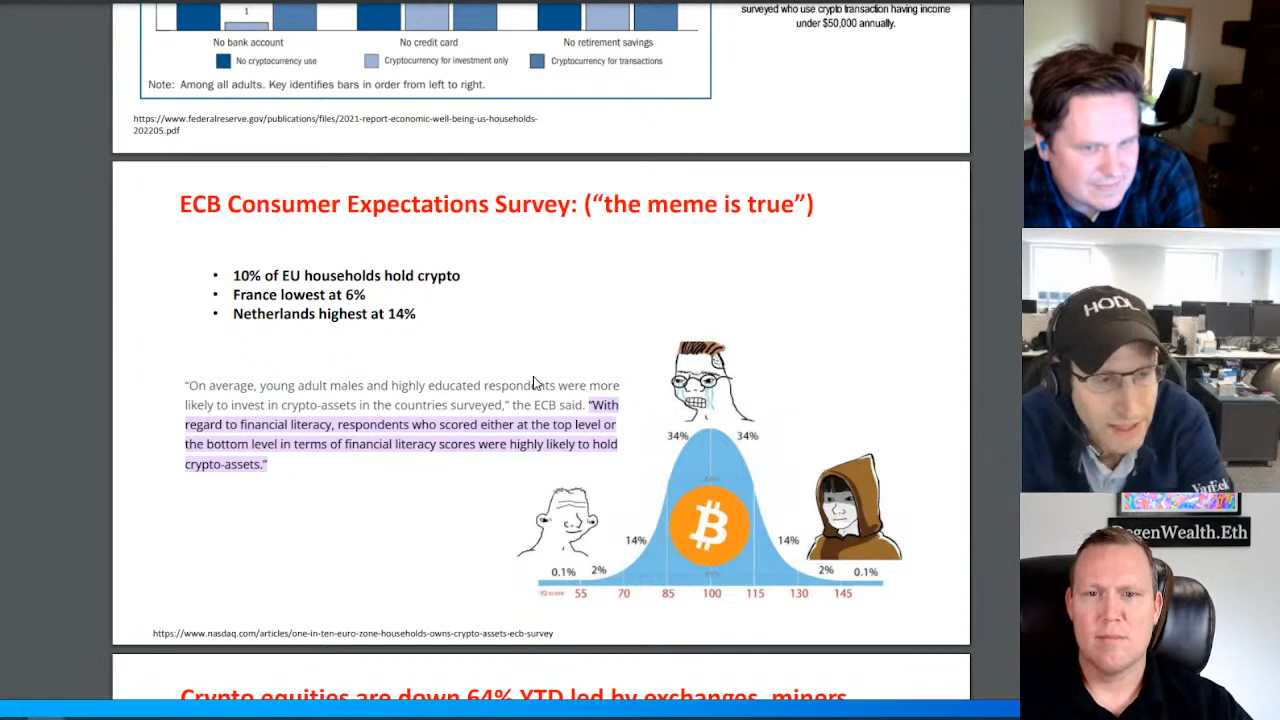 surveyed who use crypto transaction having income
under $50,000 annually.
1
No bank account
No credit card
No retirement savings
No cryptocurrency use
Cryptocurrency for investment only
Cryptocurrency for transactions
Note: Among all adults. Key identifies bars in order from left to right.
https://www.federalreserve.gov/publications/files/2021-report-economic-well-being-us-households-
202205.pdf
ECB Consumer Expectations Survey: (“the meme is true”)
• 10% of EU households hold crypto
• France lowest at 6%
• Netherlands highest at 14%
“On average, young adult males and highly educated respondents were more
likely to invest in crypto-assets in the countries surveyed,” the ECB said. “With
regard to financial literacy, respondents who scored either at the top level or
the bottom level in terms of financial literacy scores were highly likely to hold
crypto-assets.”
34% 34%
14% 14%
0.1% 2% 2% 0.1%
IQ score 55 70 85 100 115 130 145
https://www.nasdaq.com/articles/one-in-ten-euro-zone-households-owns-crypto-assets-ecb-survey
Crypto equities are down 64% YTD led by exchanges, miners
HODL
VanEck
DegenWealth.Eth